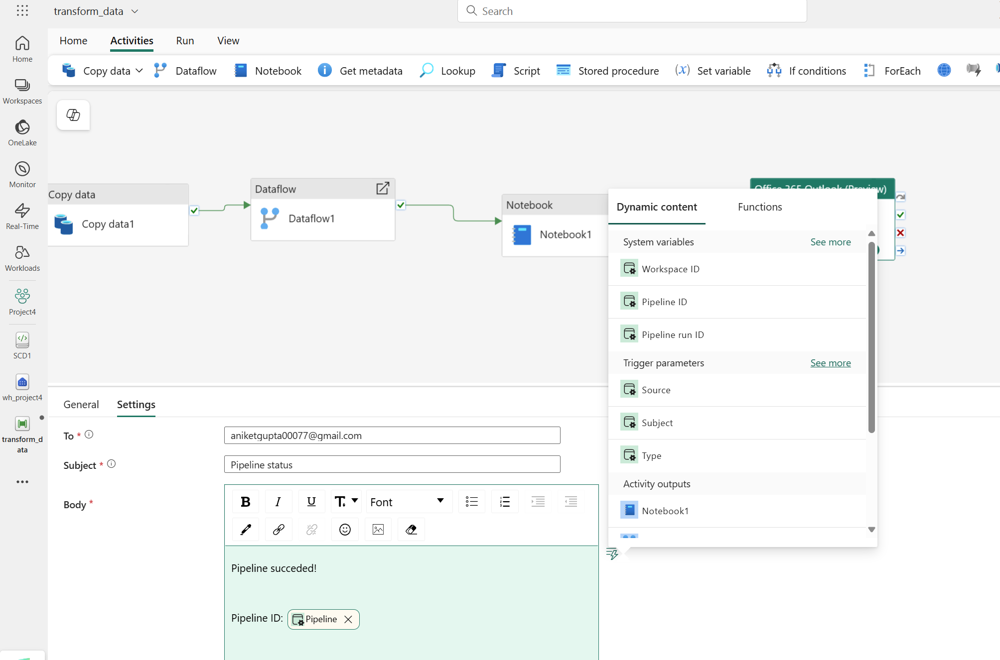 transform_data
Search
Home
Activities
Run
View
Copy data
Dataflow
Notebook
Get metadata
Lookup
Script
Stored procedure
(x) Set variable
If conditions
ForEach
Home
Workspaces
OneLake
Monitor
Real-Time
Workloads
Project4
SCD1
wh_project4
transform_d
ata
Copy data
Copy data1
Dataflow
Dataflow1
Notebook
Notebook1
Office 365 Outlook (Preview)
Dynamic content
Functions
System variables
See more
Workspace ID
Pipeline ID
Pipeline run ID
Trigger parameters
See more
Source
Subject
Type
Activity outputs
Notebook1
General
Settings
To *
aniketgupta00077@gmail.com
Subject *
Pipeline status
Body *
B I U T Font
Pipeline succeded!
Pipeline ID: Pipeline